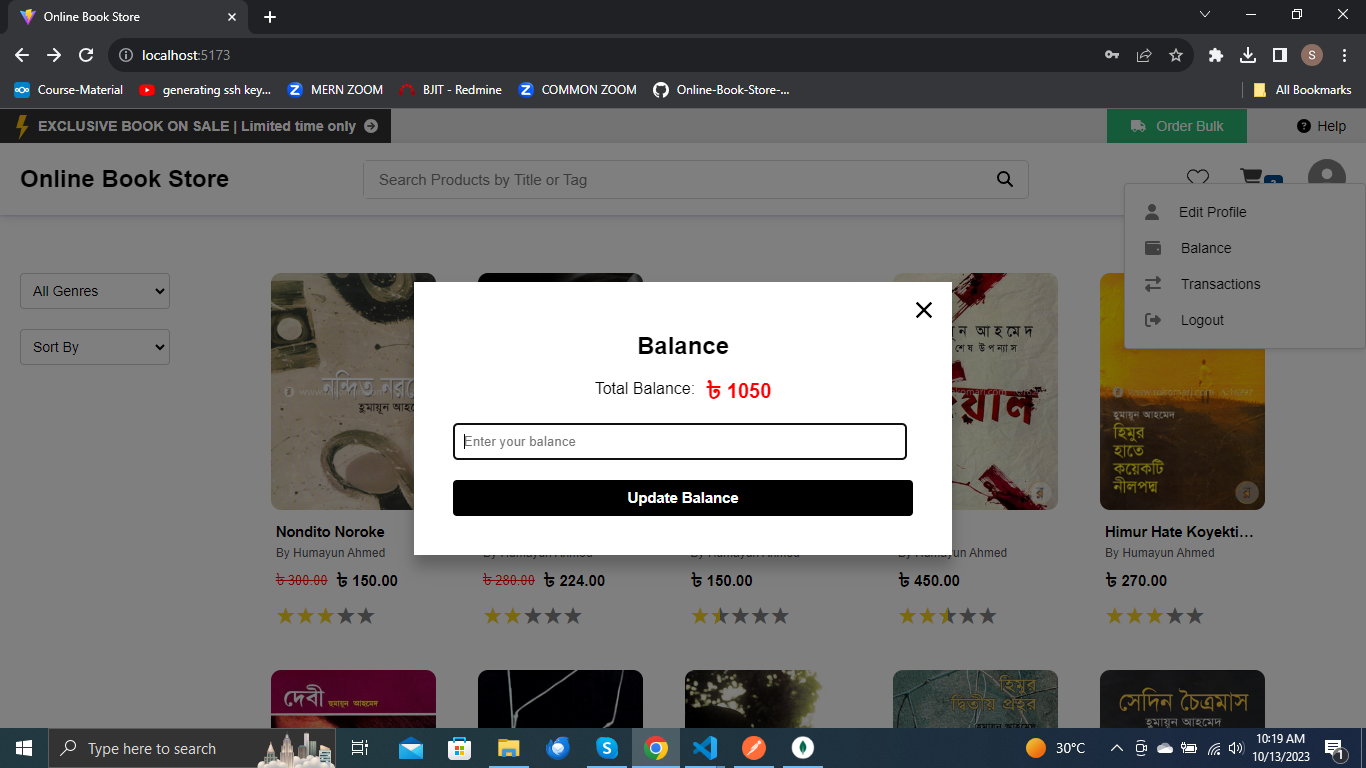 Online Book Store
localhost:5173
S
Course-Material
generating ssh key...
MERN ZOOM
BJIT - Redmine
COMMON ZOOM
Online-Book-Store-...
All Bookmarks
EXCLUSIVE BOOK ON SALE | Limited time only
Order Bulk
Help
Online Book Store
Search Products by Title or Tag
Edit Profile
Balance
Transactions
Logout
All Genres
Sort By
Balance
Total Balance: ৳ 1050
Enter your balance
Update Balance
নন্দিত নরকে
হুমায়ূন আহমেদ
আহমেদ
হুমায়ূন আহমেদ
হিমুর
হাতে
কয়েকটি
নীলপদ্ম
Nondito Noroke
Himur Hate Koyekti...
By Humayun Ahmed
By Humayun Ahmed
By Humayun Ahmed
By Humayun Ahmed
By Humayun Ahmed
৳ 300.00 ৳ 150.00
৳ 280.00 ৳ 224.00
৳ 150.00
৳ 450.00
৳ 270.00
দেবী হুমায়ূন আহমেদ
হিমুর
দ্বিতীয় প্রহর
হুমায়ূন আহমেদ
সেদিন চৈত্রমাস
হুমায়ূন আহমেদ
Type here to search
30°C
10:19 AM
10/13/2023
1